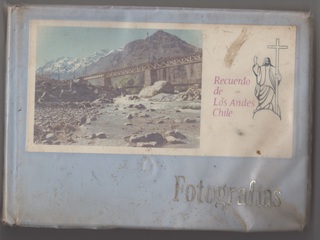 Recuerdo
de
Los Andes
Chile
Fotografias